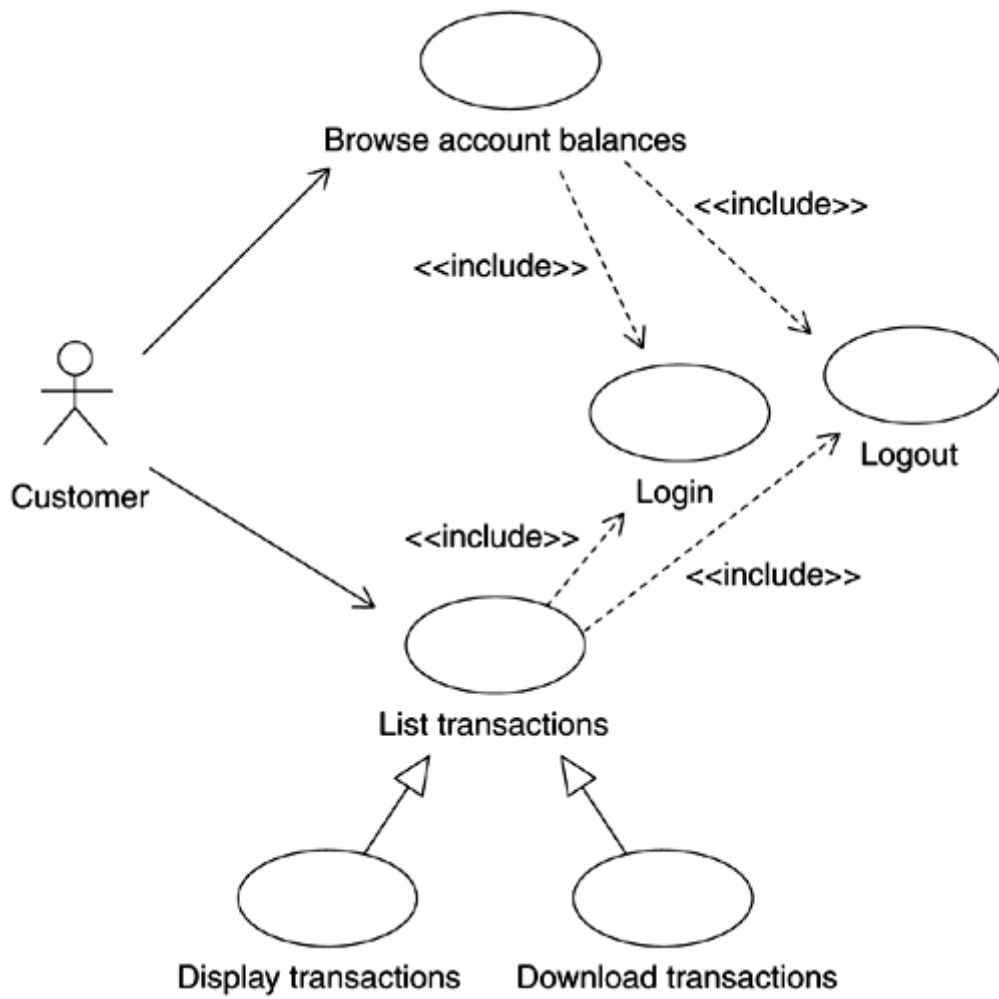 Browse account balances
<<include>>
<<include>>
Logout
Login
Customer
<<include>>
<<include>>
List transactions
Display transactions
Download transactions